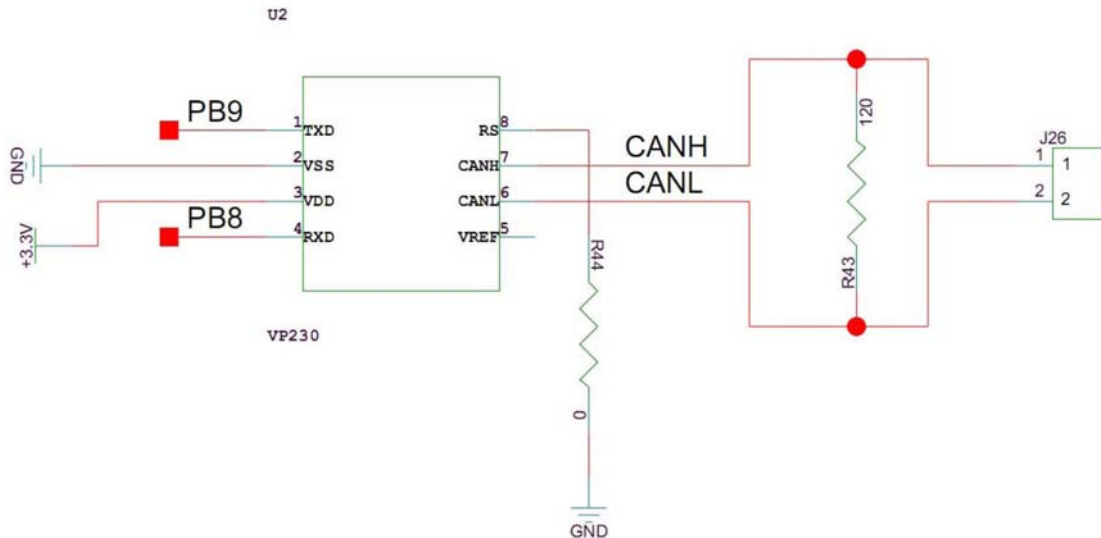 U2
PB9
1 TXD
RS 8
GND
2 VSS
CANH 7
CANH
3 VDD
CANL 6
CANL
+3.3V
PB8
4 RXD
VREF 5
VP230
R44
0
GND
120
R43
J26
1 1
2 2